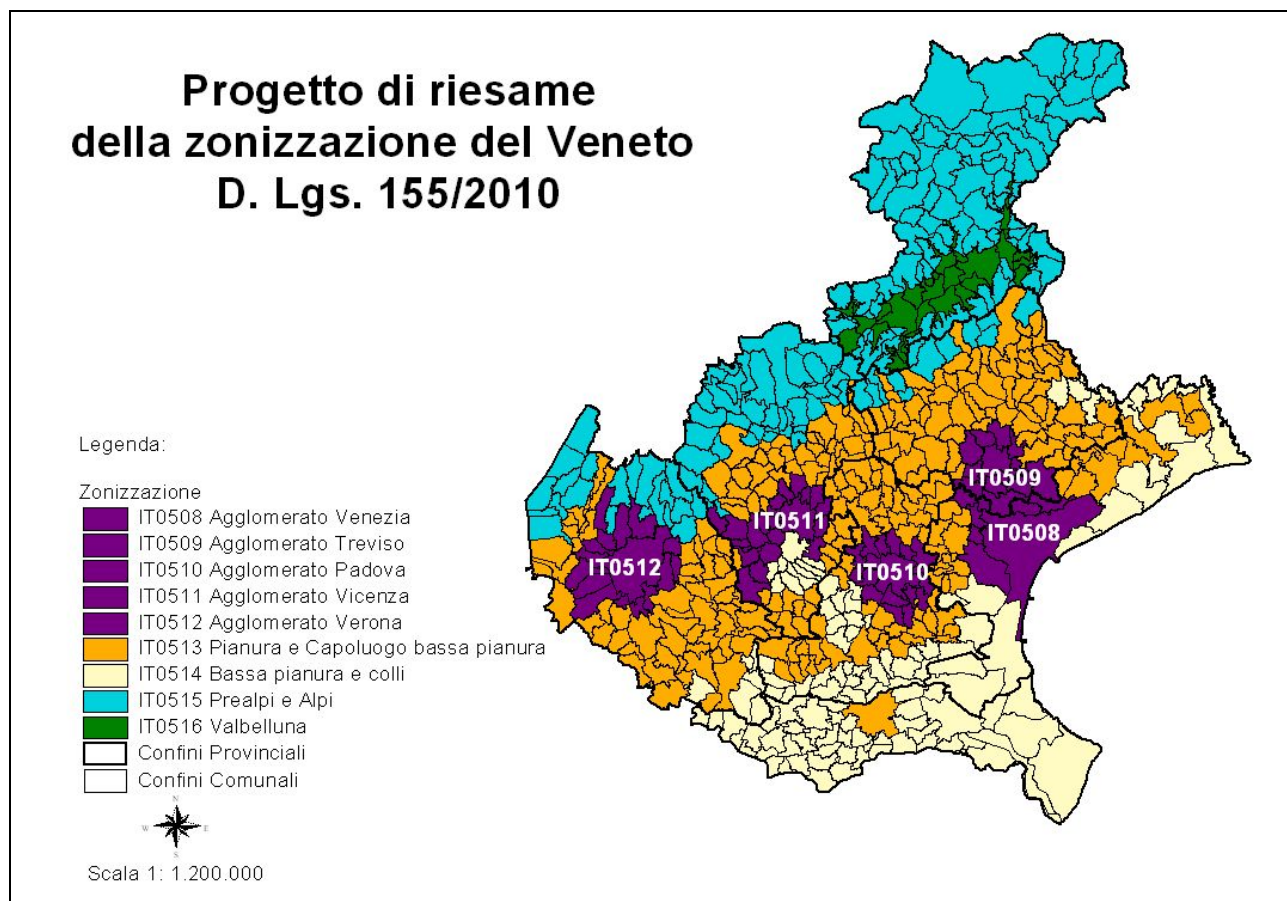 Progetto di riesame
della zonizzazione del Veneto
D. Lgs. 155/2010
Legenda:
Zonizzazione
IT0508 Agglomerato Venezia
IT0509 Agglomerato Treviso
IT0510 Agglomerato Padova
IT0511 Agglomerato Vicenza
IT0512 Agglomerato Verona
IT0513 Pianura e Capoluogo bassa pianura
IT0514 Bassa pianura e colli
IT0515 Prealpi e Alpi
IT0516 Valbelluna
Confini Provinciali
Confini Comunali
N
W E
S
Scala 1: 1.200.000
IT0509
IT0511
IT0508
IT0512
IT0510